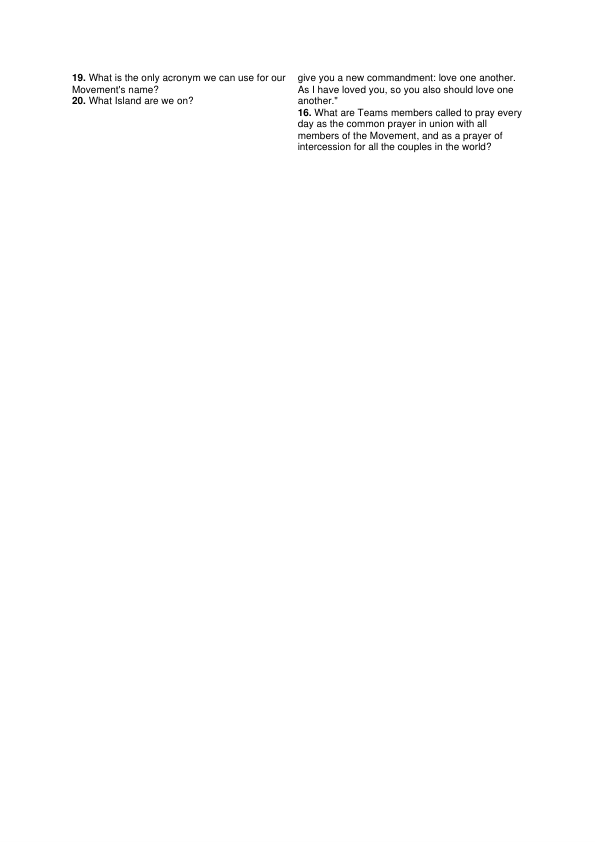 19. What is the only acronym we can use for our
Movement's name?
20. What Island are we on?
give you a new commandment: love one another.
As I have loved you, so you also should love one
another."
16. What are Teams members called to pray every
day as the common prayer in union with all
members of the Movement, and as a prayer of
intercession for all the couples in the world?